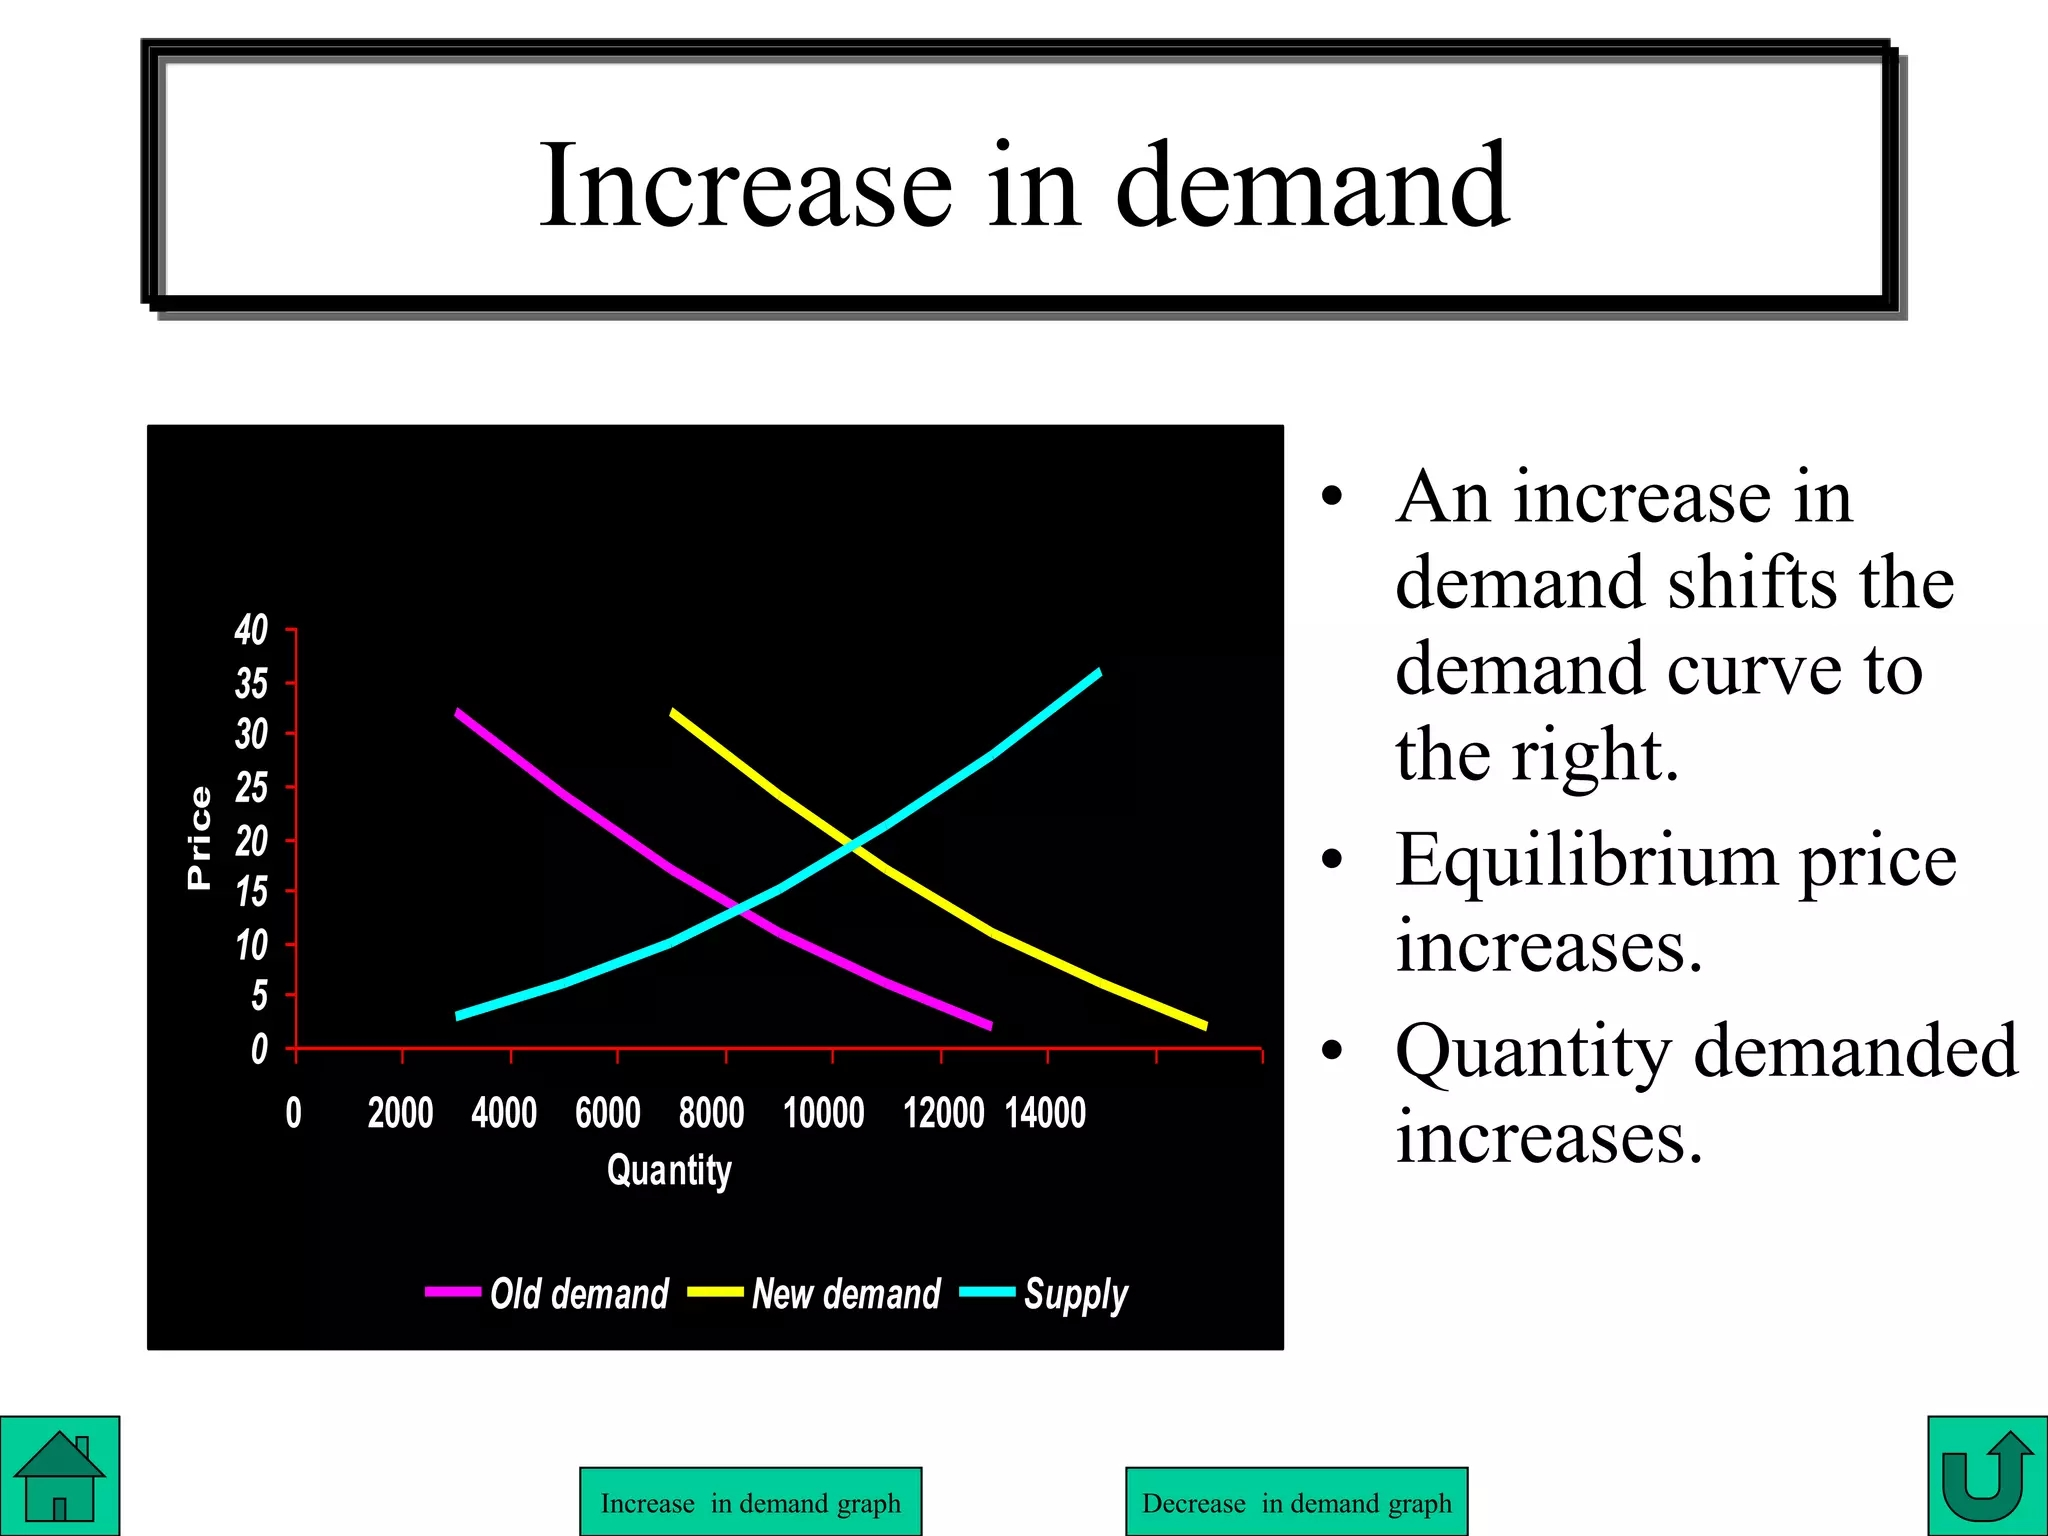 Increase in demand
40
35
30
25
20
15
10
5
0
Price
0 2000 4000 6000 8000 10000 12000 14000
Quantity
Old demand New demand Supply
• An increase in
demand shifts the
demand curve to
the right.
• Equilibrium price
increases.
• Quantity demanded
increases.
Increase in demand graph
Decrease in demand graph